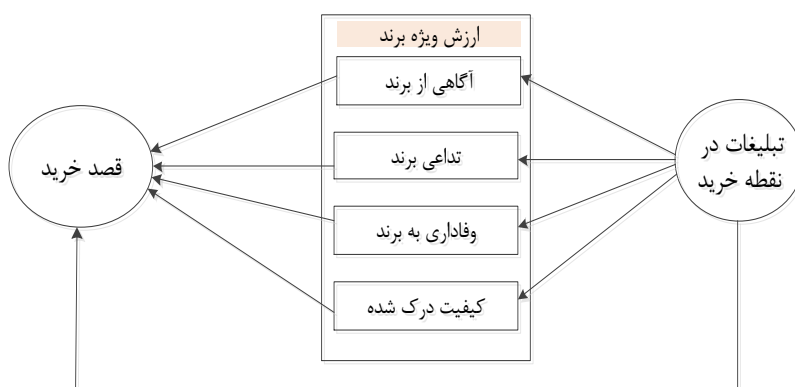 ارزش ویژه برند
آگاهی از برند
تبلیغات در
نقطه خرید
تداعی برند
قصد خرید
وفاداری به برند
کیفیت درک شده